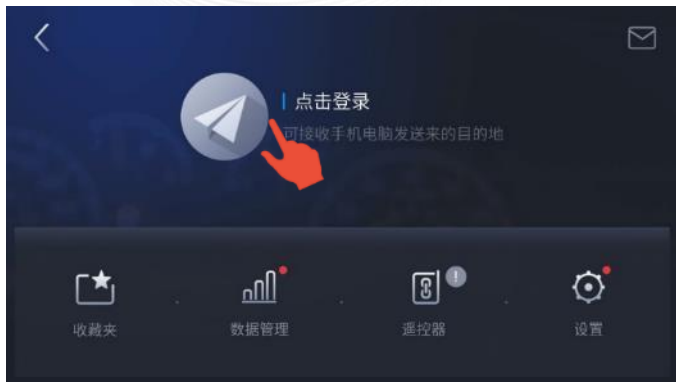 点击登录
可接收手机电脑发送来的目的地
收藏夹
数据管理
遥控器
设置